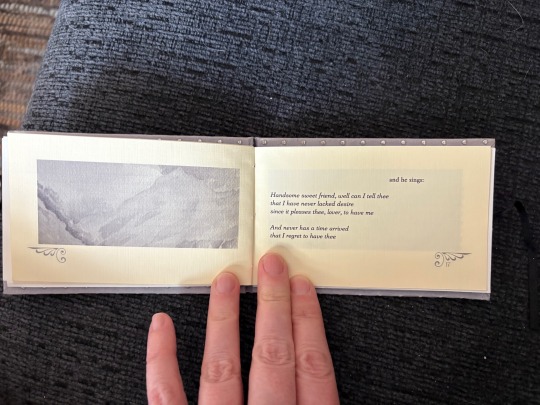 and he sings:
Handsome sweet friend, well can I tell thee
that I have never lacked desire
since it pleases thee, lover, to have me
And never has a time arrived
that I regret to have thee